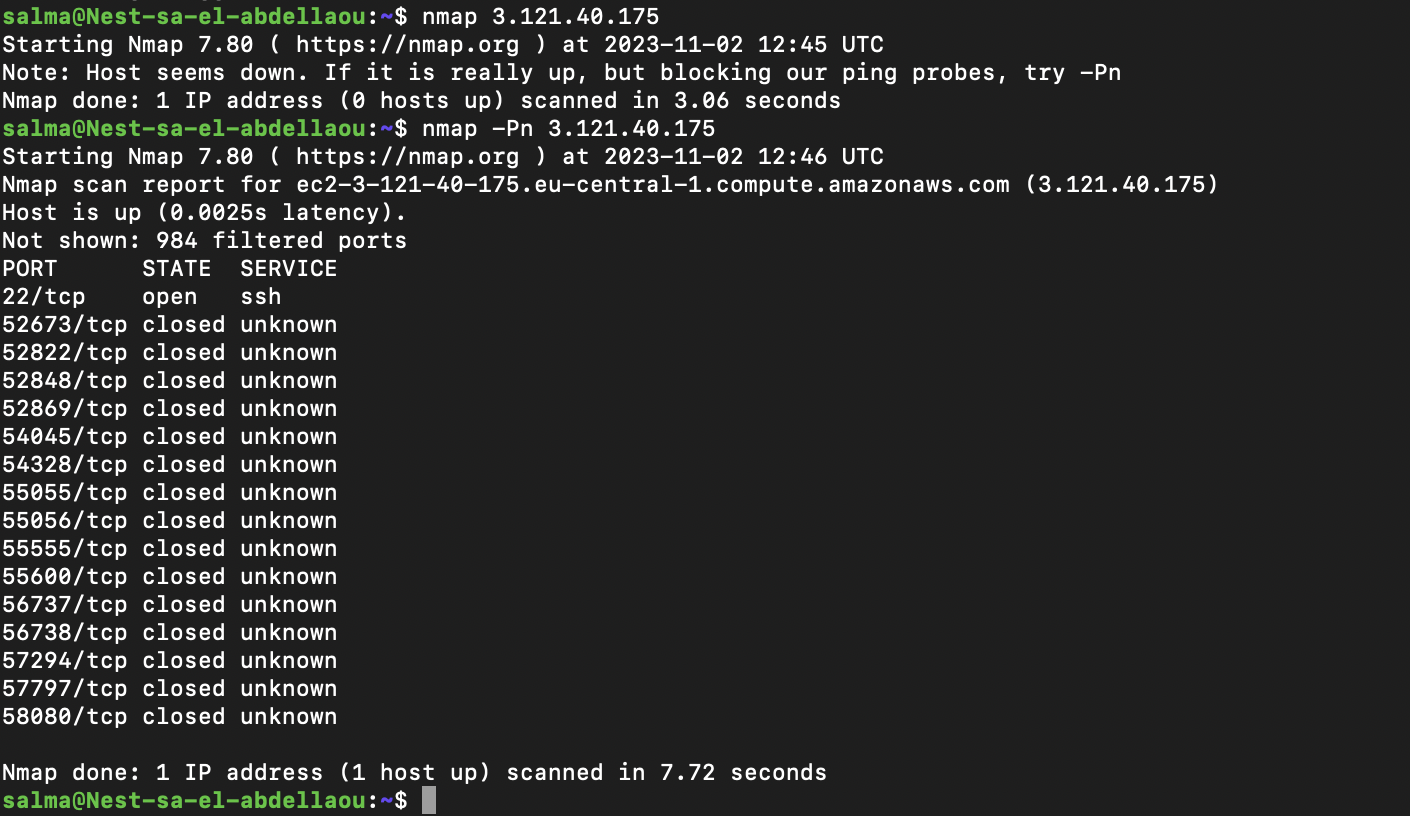 salma@Nest-sa-el-abdellaou:~$ nmap 3.121.40.175
Starting Nmap 7.80 ( https://nmap.org ) at 2023-11-02 12:45 UTC
Note: Host seems down. If it is really up, but blocking our ping probes, try -Pn
Nmap done: 1 IP address (0 hosts up) scanned in 3.06 seconds
salma@Nest-sa-el-abdellaou:~$ nmap -Pn 3.121.40.175
Starting Nmap 7.80 ( https://nmap.org ) at 2023-11-02 12:46 UTC
Nmap scan report for ec2-3-121-40-175.eu-central-1.compute.amazonaws.com (3.121.40.175)
Host is up (0.0025s latency).
Not shown: 984 filtered ports
PORT      STATE  SERVICE
22/tcp    open   ssh
52673/tcp closed unknown
52822/tcp closed unknown
52848/tcp closed unknown
52869/tcp closed unknown
54045/tcp closed unknown
54328/tcp closed unknown
55055/tcp closed unknown
55056/tcp closed unknown
55555/tcp closed unknown
55600/tcp closed unknown
56737/tcp closed unknown
56738/tcp closed unknown
57294/tcp closed unknown
57797/tcp closed unknown
58080/tcp closed unknown
Nmap done: 1 IP address (1 host up) scanned in 7.72 seconds
salma@Nest-sa-el-abdellaou:~$